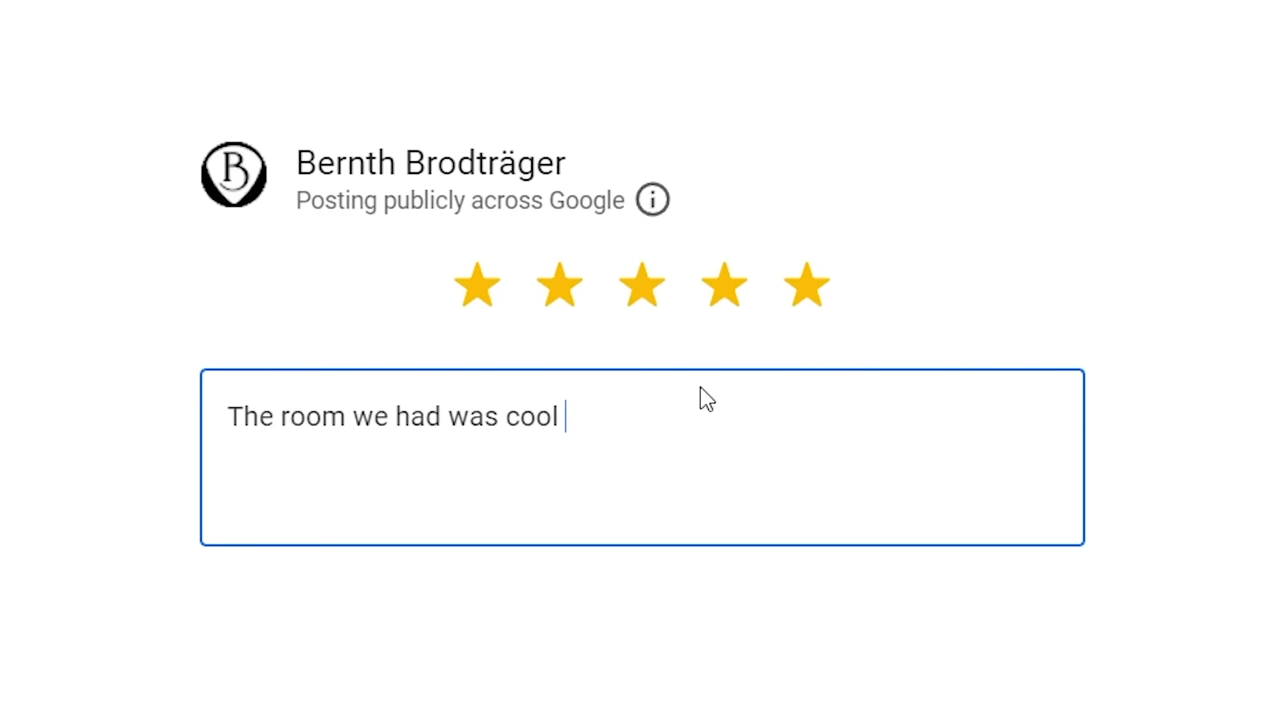 B
Bernth Brodträger
Posting publicly across Google
The room we had was cool